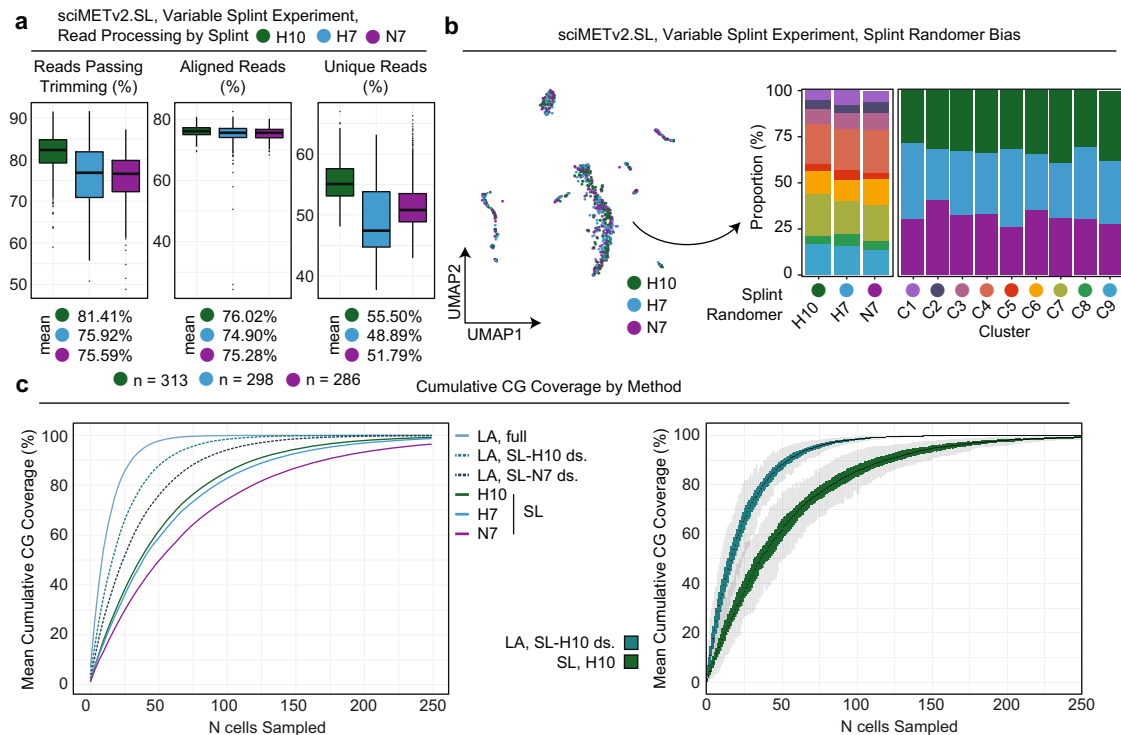 a
sciMETv2.SL, Variable Splint Experiment,
Read Processing by Splint H10 H7 N7
Reads Passing
Trimming (%)
Aligned Reads
(%)
Unique Reads
(%)
90
80
70
60
50
80
60
40
60
50
40
mean
81.41%
75.92%
75.59%
mean
76.02%
74.90%
75.28%
mean
55.50%
48.89%
51.79%
n = 313 n = 298 n = 286
b
sciMETv2.SL, Variable Splint Experiment, Splint Randomer Bias
UMAP2
UMAP1
H10
H7
N7
Proportion (%)
100
75
50
25
0
Splint
Randomer
H10 H7 N7
C1 C2 C3 C4 C5 C6 C7 C8 C9
Cluster
c
Cumulative CG Coverage by Method
Mean Cumulative CG Coverage (%)
100
80
60
40
20
0
0 50 100 150 200 250
N cells Sampled
LA, full
LA, SL-H10 ds.
LA, SL-N7 ds.
H10
H7
N7
SL
LA, SL-H10 ds.
SL, H10
Mean Cumulative CG Coverage (%)
100
80
60
40
20
0
0 50 100 150 200 250
N cells Sampled